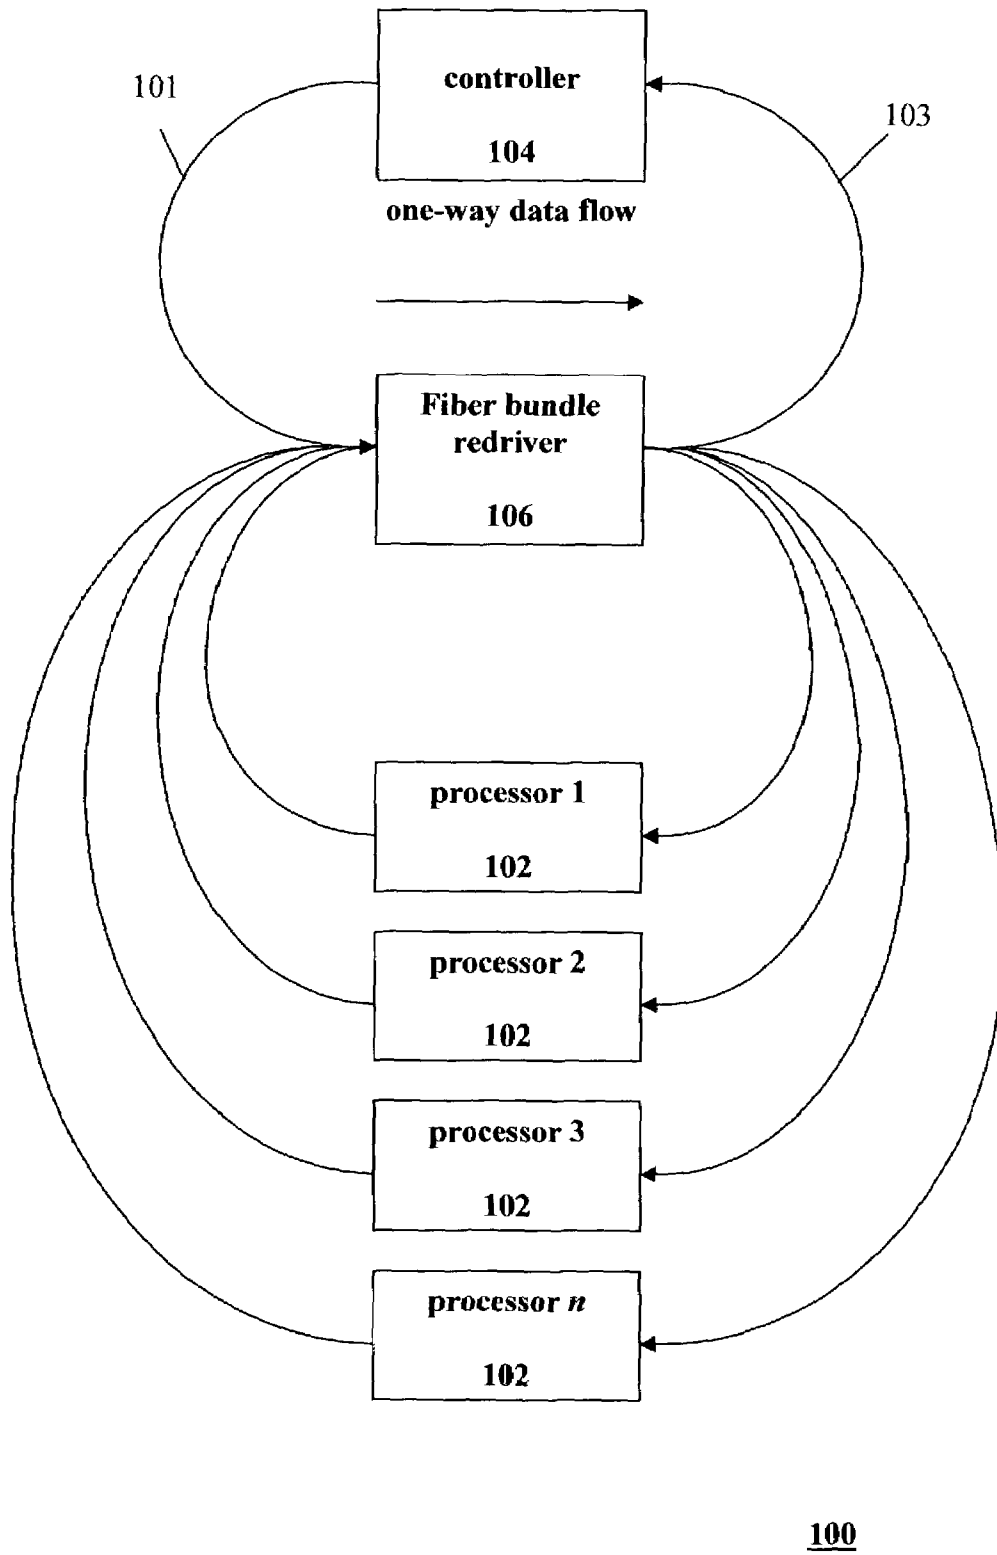 controller
101
103
104
one-way data flow
Fiber bundle
redriver
106
processor 1
102
processor 2
102
processor 3
102
processor n
102
100